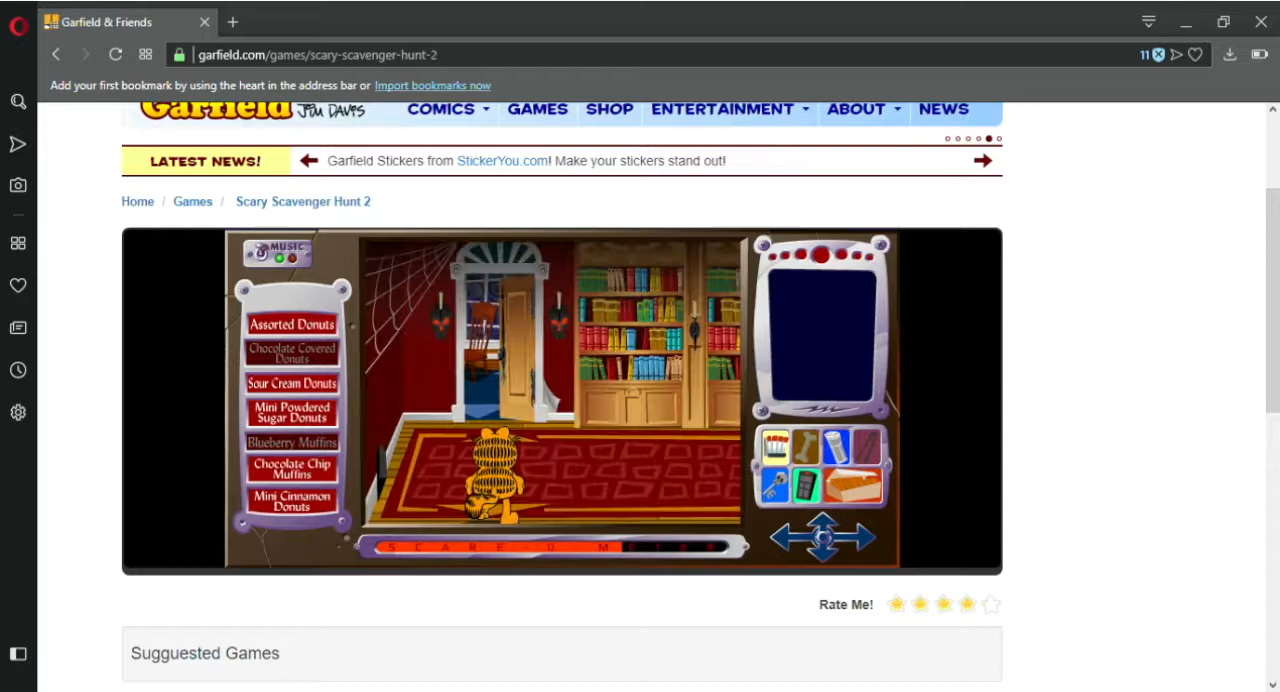 Garfield & Friends
garfield.com/games/scary-scavenger-hunt-2
11
Add your first bookmark by using the heart in the address bar or Import bookmarks now
Garfield
JIM DAVIS
COMICS
GAMES
SHOP
ENTERTAINMENT
ABOUT
NEWS
LATEST NEWS!
Garfield Stickers from StickerYou.com! Make your stickers stand out!
Home / Games / Scary Scavenger Hunt 2
MUSIC
Assorted Donuts
Chocolate Covered
Donuts
Sour Cream Donuts
Mini Powdered
Sugar Donuts
Blueberry Muffins
Chocolate Chip
Muffins
Mini Cinnamon
Donuts
SCARE-O METER
Rate Me!
Sugguested Games